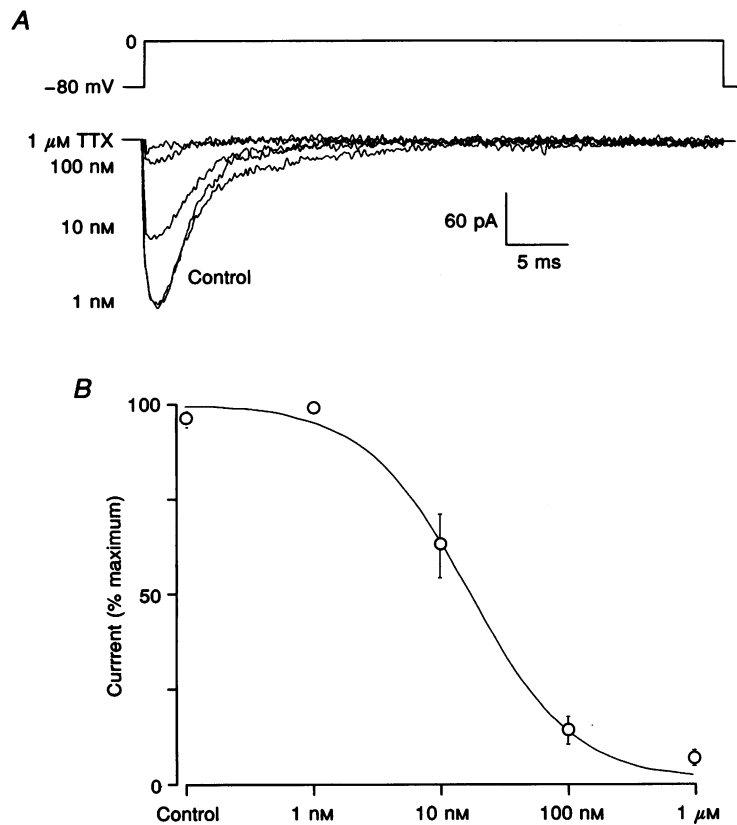 A
0
−80 mV
1 μM TTX
100 nM
10 nM
1 nM
Control
60 pA
5 ms
B
100
50
0
Currrent (% maximum)
Control
1 nM
10 nM
100 nM
1 μM